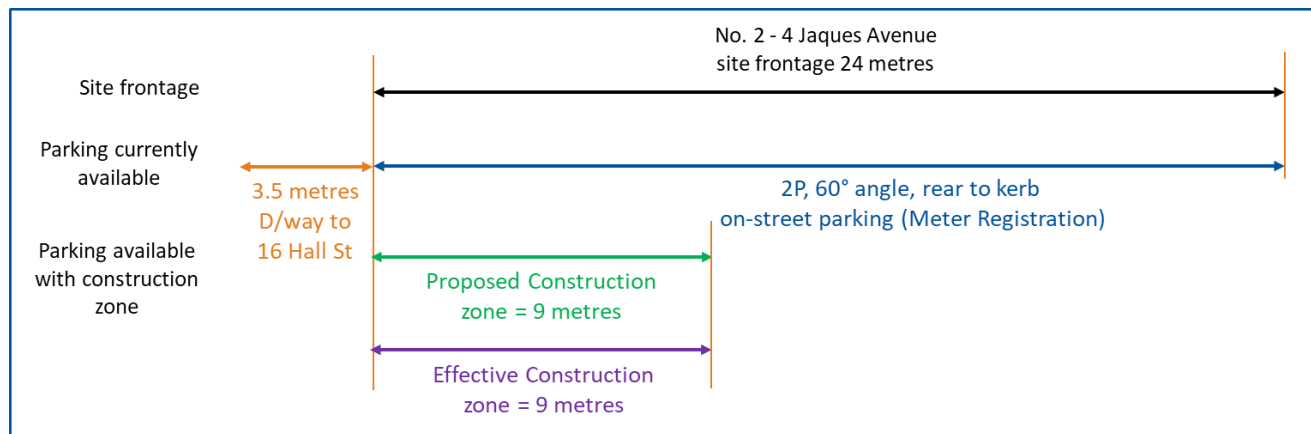 No. 2 - 4 Jaques Avenue
site frontage 24 metres
Site frontage
Parking currently
available
3.5 metres
D/way to
16 Hall St
2P, 60° angle, rear to kerb
on-street parking (Meter Registration)
Parking available
with construction
zone
Proposed Construction
zone = 9 metres
Effective Construction
zone = 9 metres